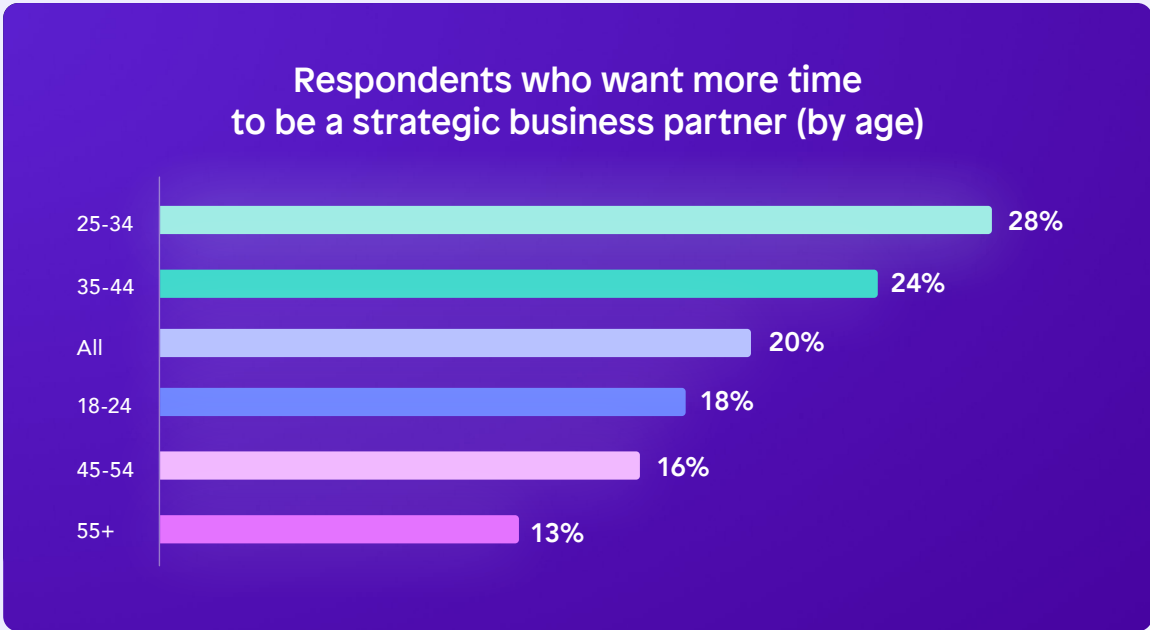 Respondents who want more time
to be a strategic business partner (by age)
25-34 28%
35-44 24%
All 20%
18-24 18%
45-54 16%
55+ 13%